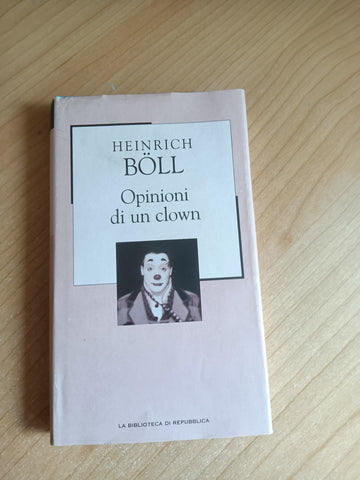 HEINRICH
BÖLL
Opinioni
di un clown
LA BIBLIOTECA DI REPUBBLICA